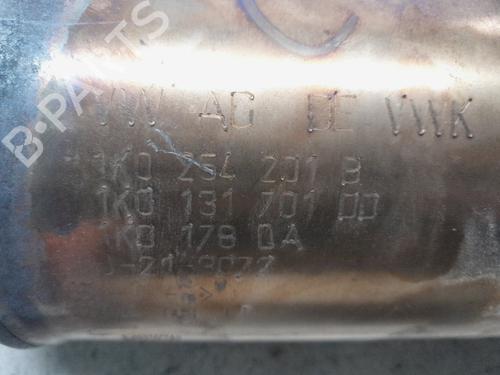 B-PARTS
VW AG DE VWK
1K0 254 201 B
1K0 131 701 DD
1K0 178 DA